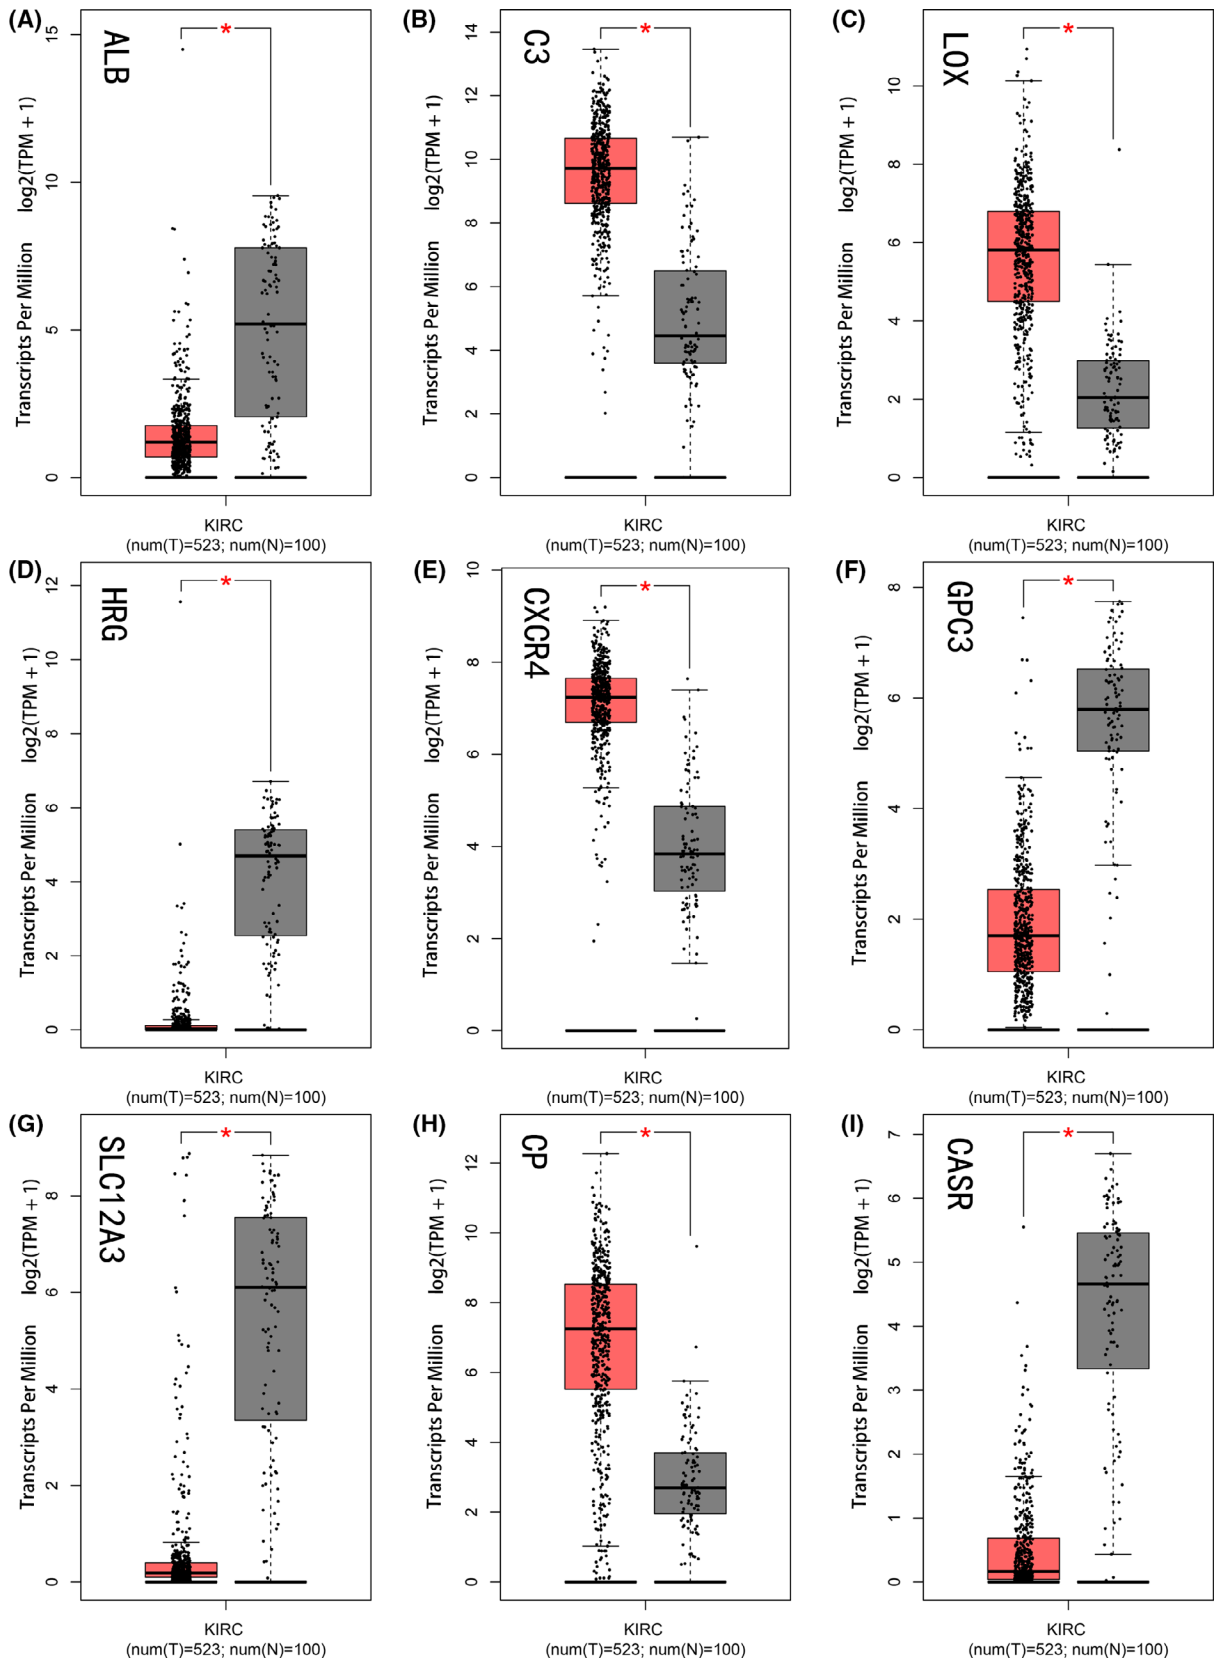 (A)
ALB
*
Transcripts Per Million log2(TPM + 1)
15
10
5
0
KIRC
(num(T)=523; num(N)=100)
(B)
C3
*
Transcripts Per Million log2(TPM + 1)
14
12
10
8
6
4
2
0
KIRC
(num(T)=523; num(N)=100)
(C)
LOX
*
Transcripts Per Million log2(TPM + 1)
10
8
6
4
2
0
KIRC
(num(T)=523; num(N)=100)
(D)
HRG
*
Transcripts Per Million log2(TPM + 1)
12
10
8
6
4
2
0
KIRC
(num(T)=523; num(N)=100)
(E)
CXCR4
*
Transcripts Per Million log2(TPM + 1)
10
8
6
4
2
0
KIRC
(num(T)=523; num(N)=100)
(F)
GPC3
*
Transcripts Per Million log2(TPM + 1)
8
6
4
2
0
KIRC
(num(T)=523; num(N)=100)
(G)
SLC12A3
*
Transcripts Per Million log2(TPM + 1)
8
6
4
2
0
KIRC
(num(T)=523; num(N)=100)
(H)
CP
*
Transcripts Per Million log2(TPM + 1)
12
10
8
6
4
2
0
KIRC
(num(T)=523; num(N)=100)
(I)
CASR
*
Transcripts Per Million log2(TPM + 1)
7
6
5
4
3
2
1
0
KIRC
(num(T)=523; num(N)=100)